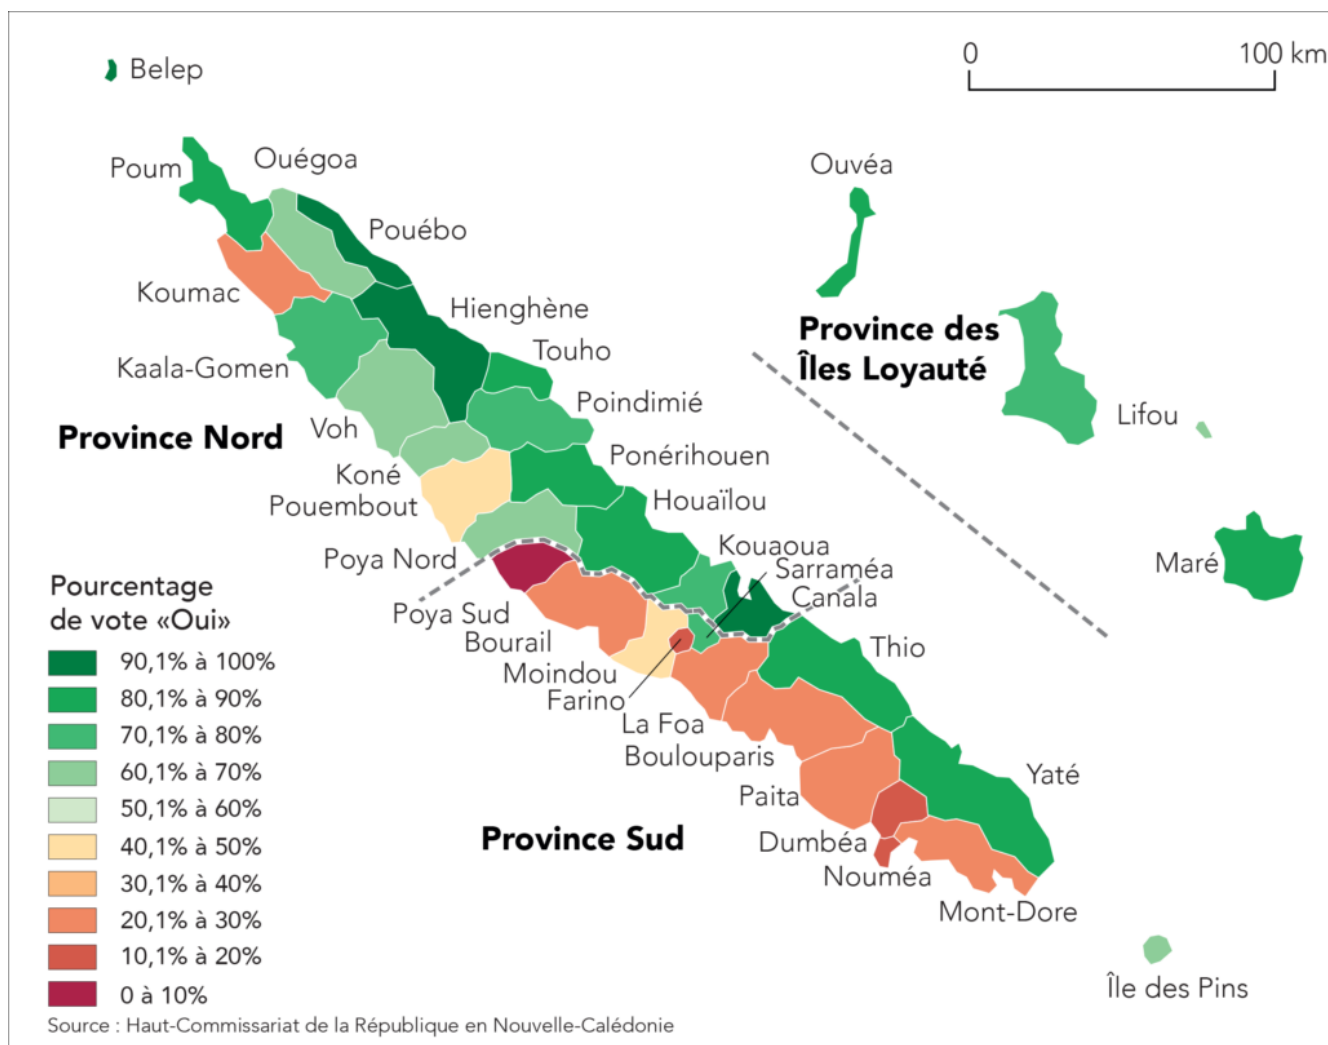 0
100 km
Belep
Ouégoa
Poum
Ouvéa
Pouébo
Koumac
Hiengène
Touho
Province des
Îles Loyauté
Kaala-Gomen
Poindimié
Lifou
Province Nord
Voh
Ponérihouen
Koné
Pouembout
Houaïlou
Poya Nord
Kouaoua
Sarraméa
Canala
Maré
Pourcentage
de vote «Oui»
Poya Sud
Bourail
Thio
Moindou
Farino
La Foa
Boulouparis
Yaté
Paita
Province Sud
Dumbéa
Nouméa
Mont-Dore
Île des Pins
90,1% à 100%
80,1% à 90%
70,1% à 80%
60,1% à 70%
50,1% à 60%
40,1% à 50%
30,1% à 40%
20,1% à 30%
10,1% à 20%
0 à 10%
Source : Haut-Commissariat de la République en Nouvelle-Calédonie